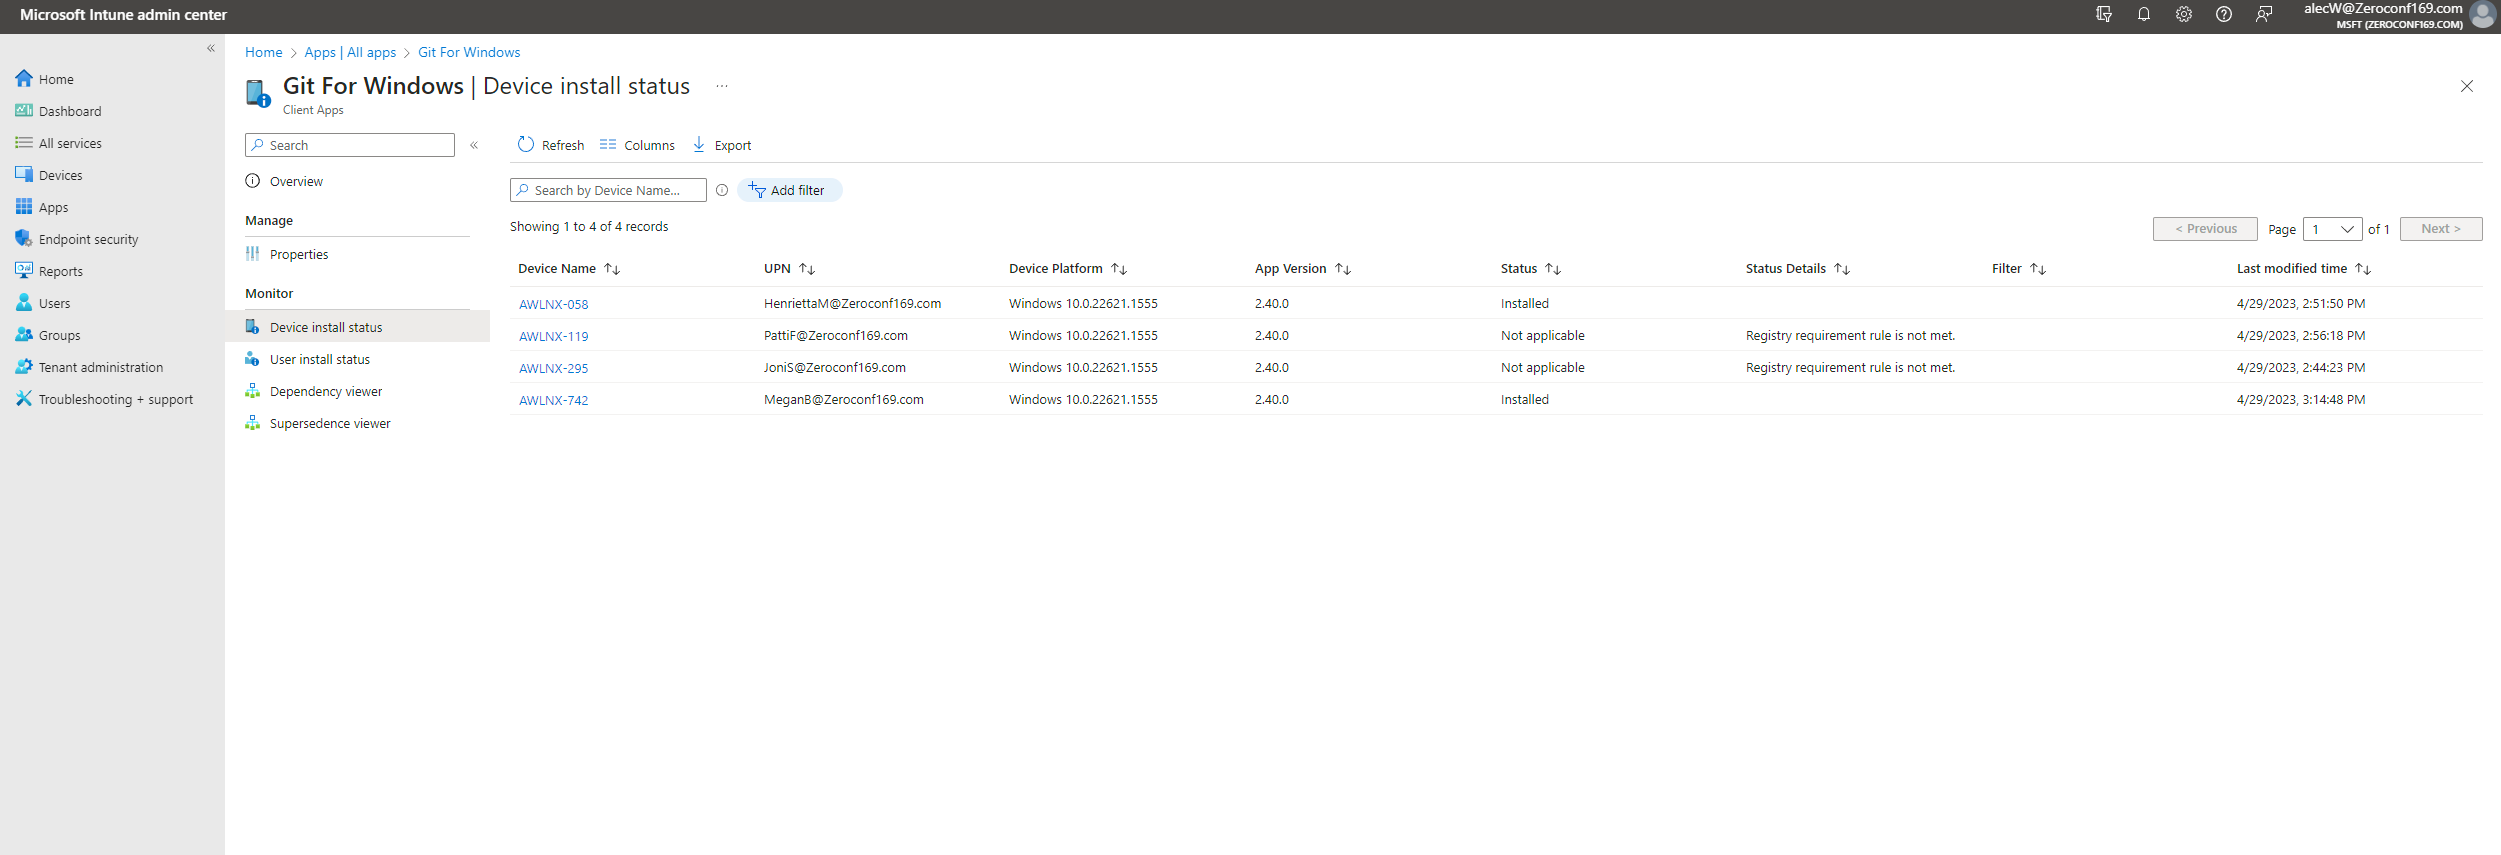 Microsoft Intune admin center
alecW@Zeroconf169.com
MSFT (ZEROCONF169.COM)
«
Home
Dashboard
All services
Devices
Apps
Endpoint security
Reports
Users
Groups
Tenant administration
Troubleshooting + support
Home > Apps | All apps > Git For Windows
Git For Windows | Device install status ...
Client Apps
Search «
Overview
Manage
Properties
Monitor
Device install status
User install status
Dependency viewer
Supersedence viewer
Refresh Columns Export
Search by Device Name... Add filter
Showing 1 to 4 of 4 records
< Previous Page 1 of 1 Next >
Device Name UPN Device Platform App Version Status Status Details Filter Last modified time
AWLNX-058 HenriettaM@Zeroconf169.com Windows 10.0.22621.1555 2.40.0 Installed 4/29/2023, 2:51:50 PM
AWLNX-119 PattiF@Zeroconf169.com Windows 10.0.22621.1555 2.40.0 Not applicable Registry requirement rule is not met. 4/29/2023, 2:56:18 PM
AWLNX-295 JoniS@Zeroconf169.com Windows 10.0.22621.1555 2.40.0 Not applicable Registry requirement rule is not met. 4/29/2023, 2:44:23 PM
AWLNX-742 MeganB@Zeroconf169.com Windows 10.0.22621.1555 2.40.0 Installed 4/29/2023, 3:14:48 PM